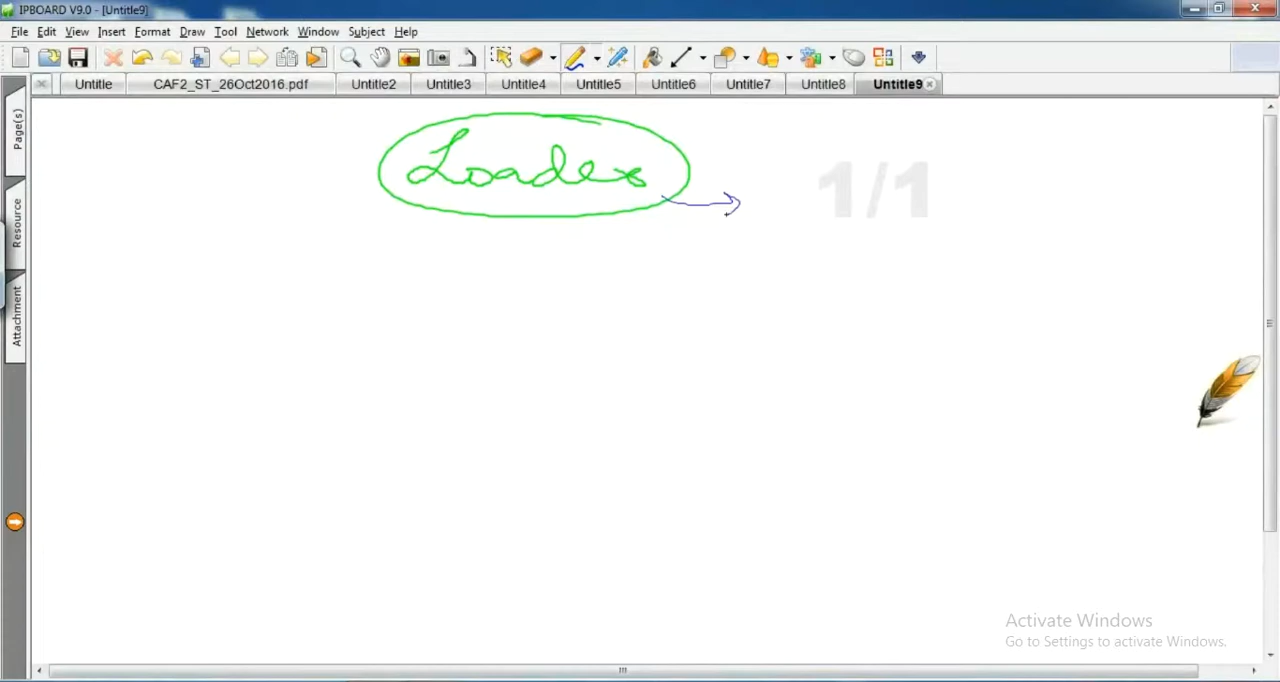 IPBOARD V9.0 - [Untitle9]
File Edit View Insert Format Draw Tool Network Window Subject Help
Untitle CAF2_ST_26Oct2016.pdf Untitle2 Untitle3 Untitle4 Untitle5 Untitle6 Untitle7 Untitle8 Untitle9
Page(s)
Resource
Attachment
Loader
1/1
Activate Windows
Go to Settings to activate Windows.